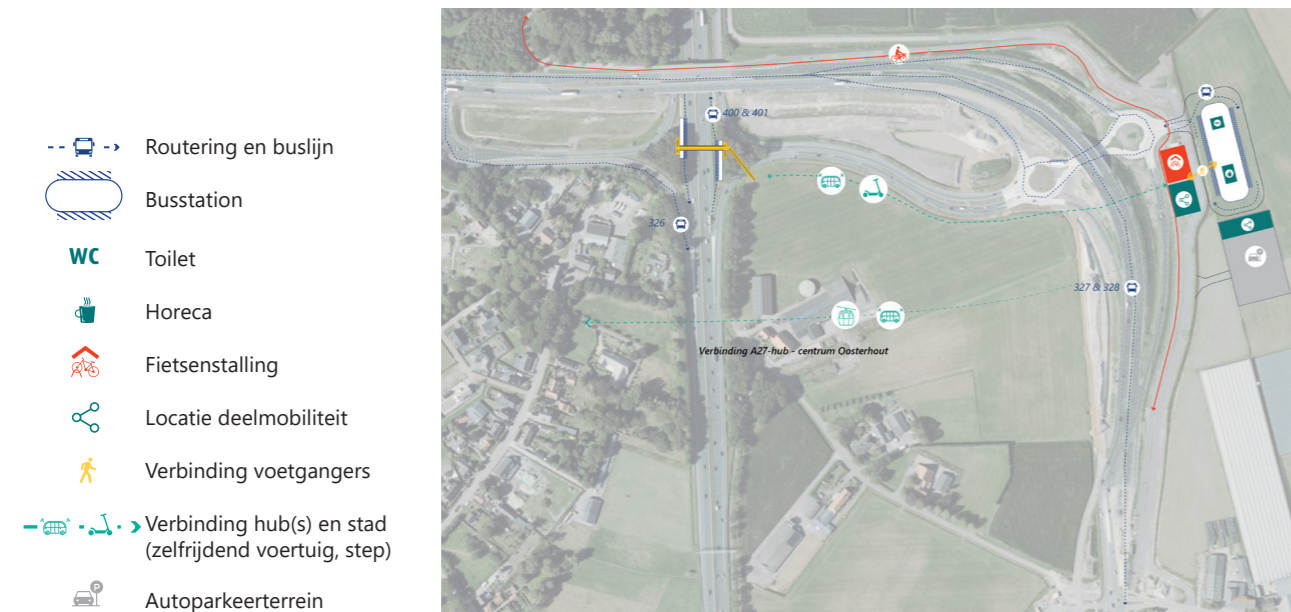 Routering en buslijn
Busstation
WC Toilet
Horeca
Fietsenstalling
Locatie deelmobiliteit
Verbinding voetgangers
Verbinding hub(s) en stad
(zelfrijdend voertuig, step)
P
Autoparkeerterrein
400 & 401
326
327 & 328
Verbinding A27-hub - centrum Oosterhout